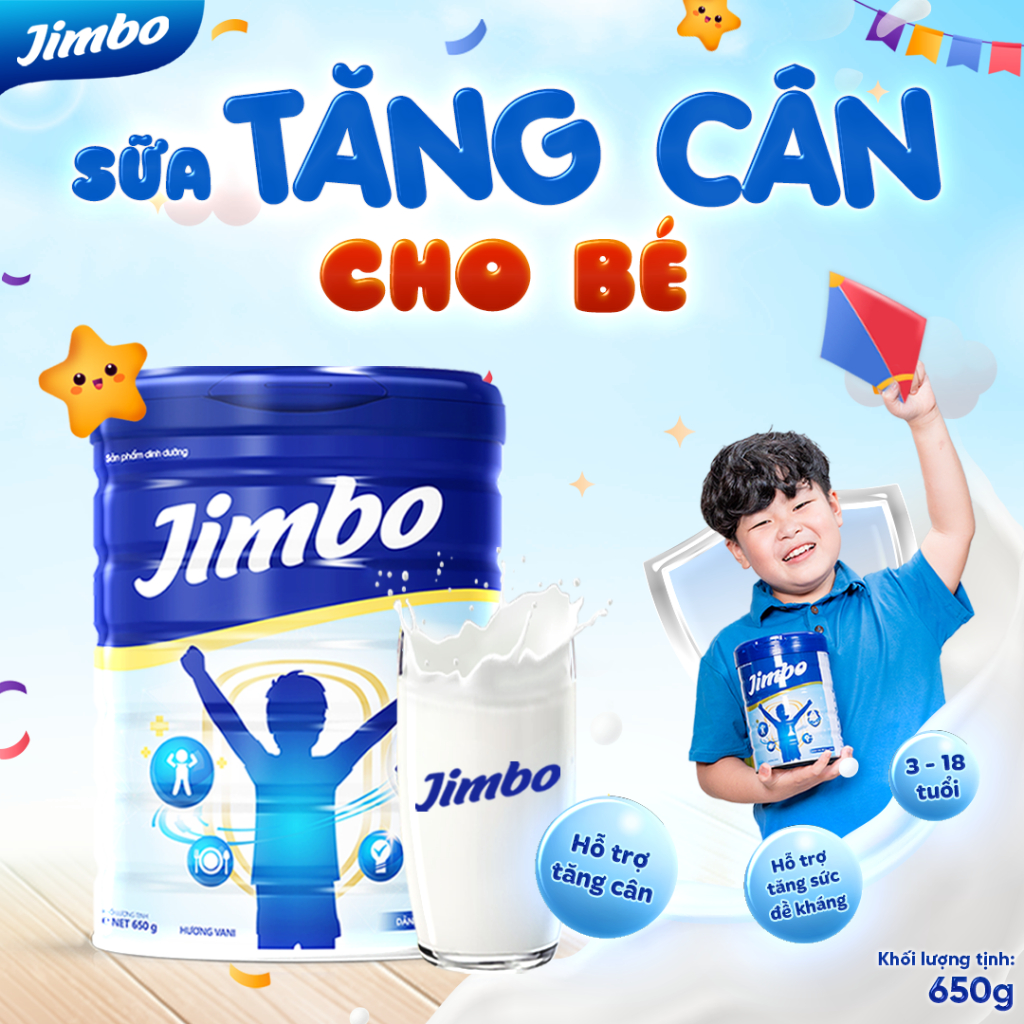 Jimbo
SỮA TĂNG CÂN
CHO BÉ
Sản phẩm dinh dưỡng
Jimbo
Jimbo
Jimbo
3 - 18
tuổi
Hỗ trợ
tăng cân
Hỗ trợ
tăng sức
đề kháng
NET 650 g
HƯƠNG VANI
Khối lượng tịnh:
650g